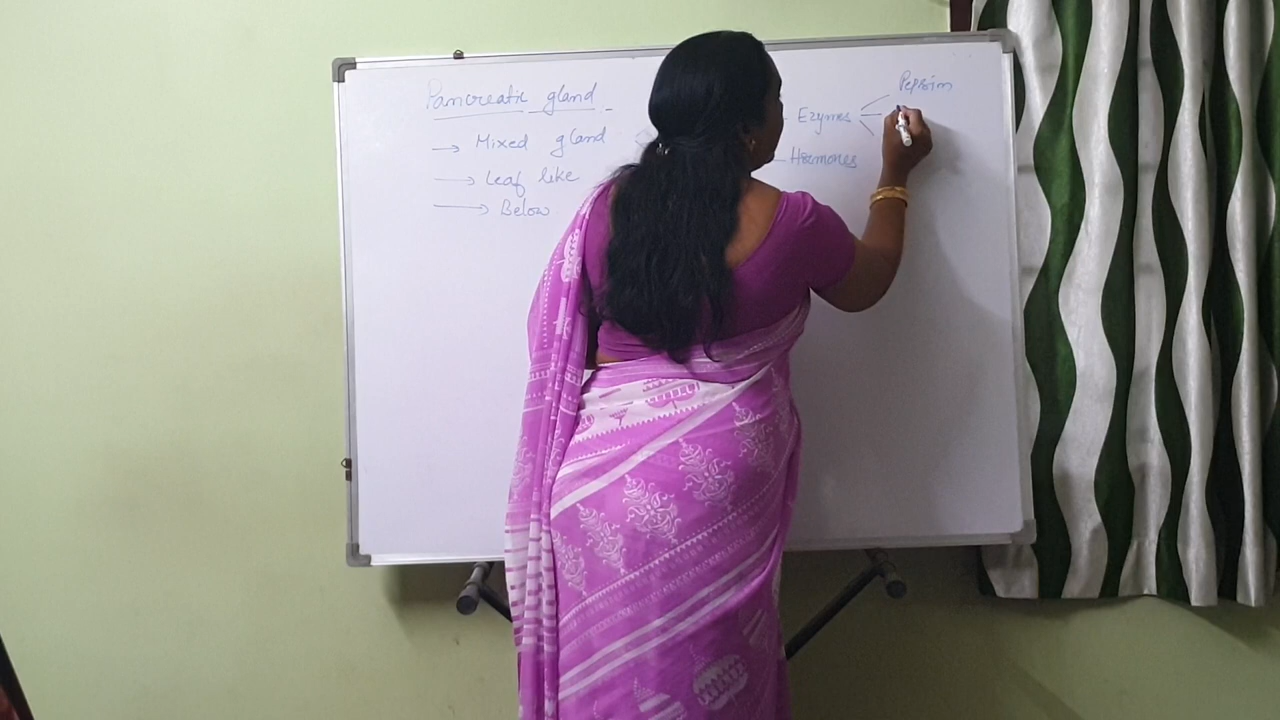 Pancreatic gland
→ Mixed gland
→ Leaf like
→ Below
Pepsin
Ezymes
Hormones